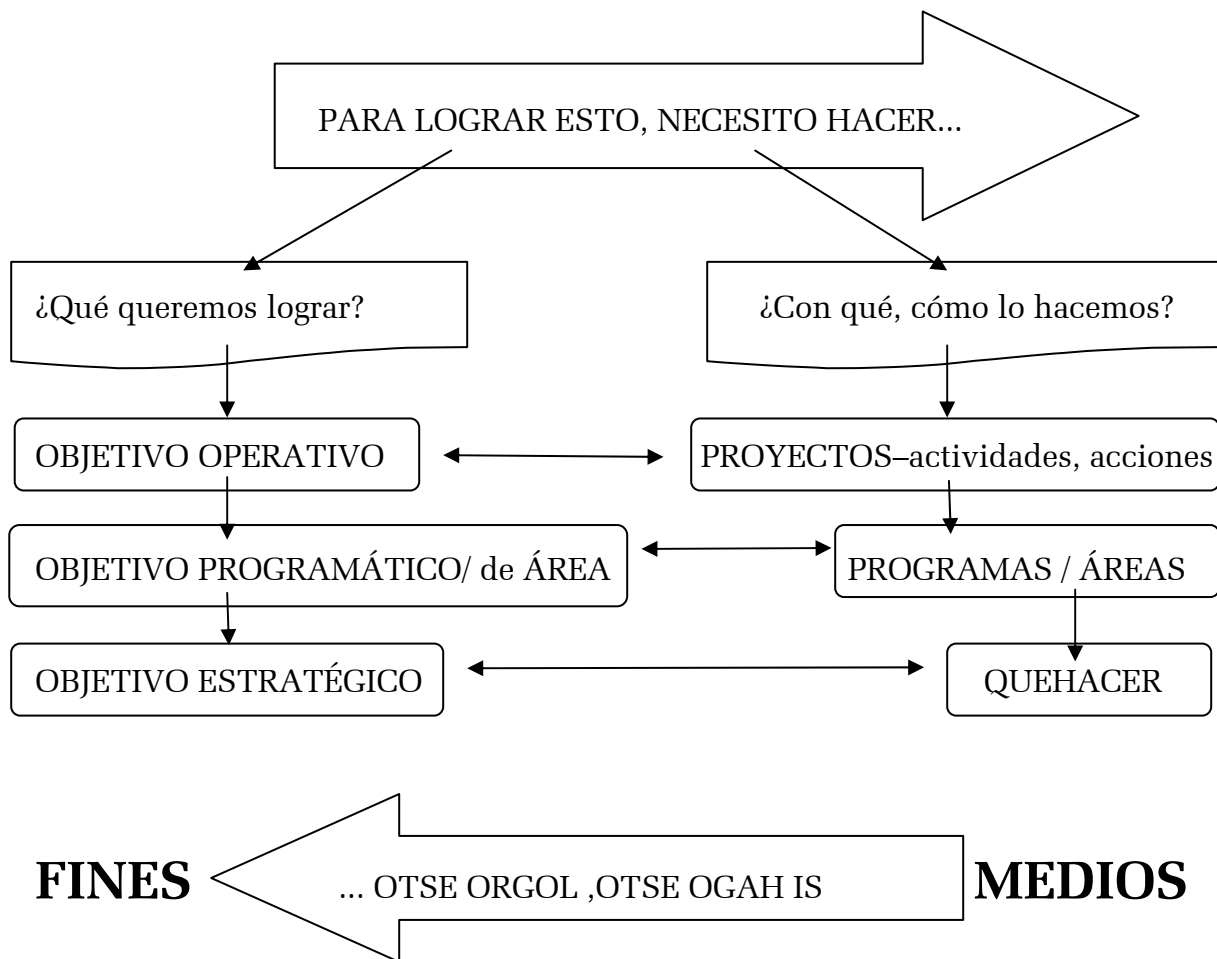 PARA LOGRAR ESTO, NECESITO HACER...
¿Qué queremos lograr?
¿Con qué, cómo lo hacemos?
OBJETIVO OPERATIVO
PROYECTOS–actividades, acciones
OBJETIVO PROGRAMÁTICO/ de ÁREA
PROGRAMAS / ÁREAS
OBJETIVO ESTRATÉGICO
QUEHACER
FINES
... OTSE ORGOL ,OTSE OGAH IS
MEDIOS